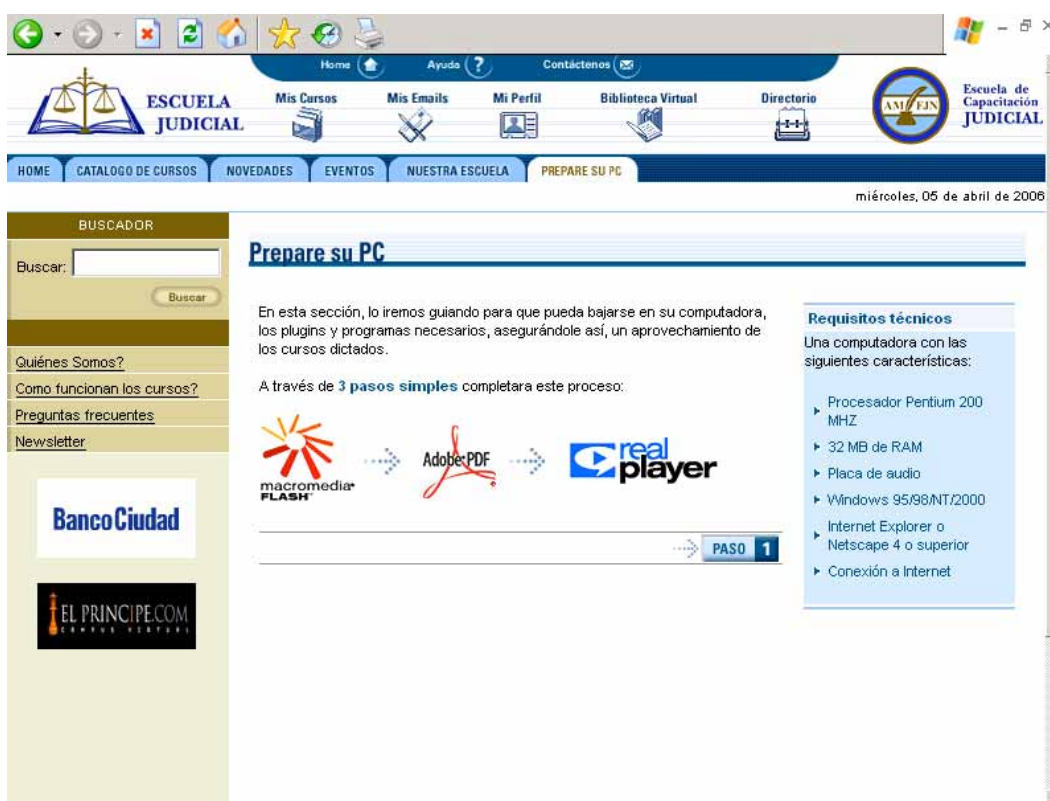 Home Ayuda ? Contáctenos
ESCUELA
JUDICIAL
Mis Cursos Mis Emails Mi Perfil Biblioteca Virtual Directorio
AM FJN
Escuela de
Capacitación
JUDICIAL
HOME CATALOGO DE CURSOS NOVEDADES EVENTOS NUESTRA ESCUELA PREPARE SU PC
miércoles, 05 de abril de 2006
BUSCADOR
Buscar:
Buscar
Quiénes Somos?
Como funcionan los cursos?
Preguntas frecuentes
Newsletter
BancoCiudad
EL PRINCIPE.COM
CAMPUS VIRTUAL
Prepare su PC
En esta sección, lo iremos guiando para que pueda bajarse en su computadora,
los plugins y programas necesarios, asegurándole así, un aprovechamiento de
los cursos dictados.
A través de 3 pasos simples completara este proceso:
macromedia
FLASH
Adobe PDF
real
player
PASO 1
Requisitos técnicos
Una computadora con las
siguientes características:
Procesador Pentium 200
MHZ
32 MB de RAM
Placa de audio
Windows 95/98/NT/2000
Internet Explorer o
Netscape 4 o superior
Conexión a Internet